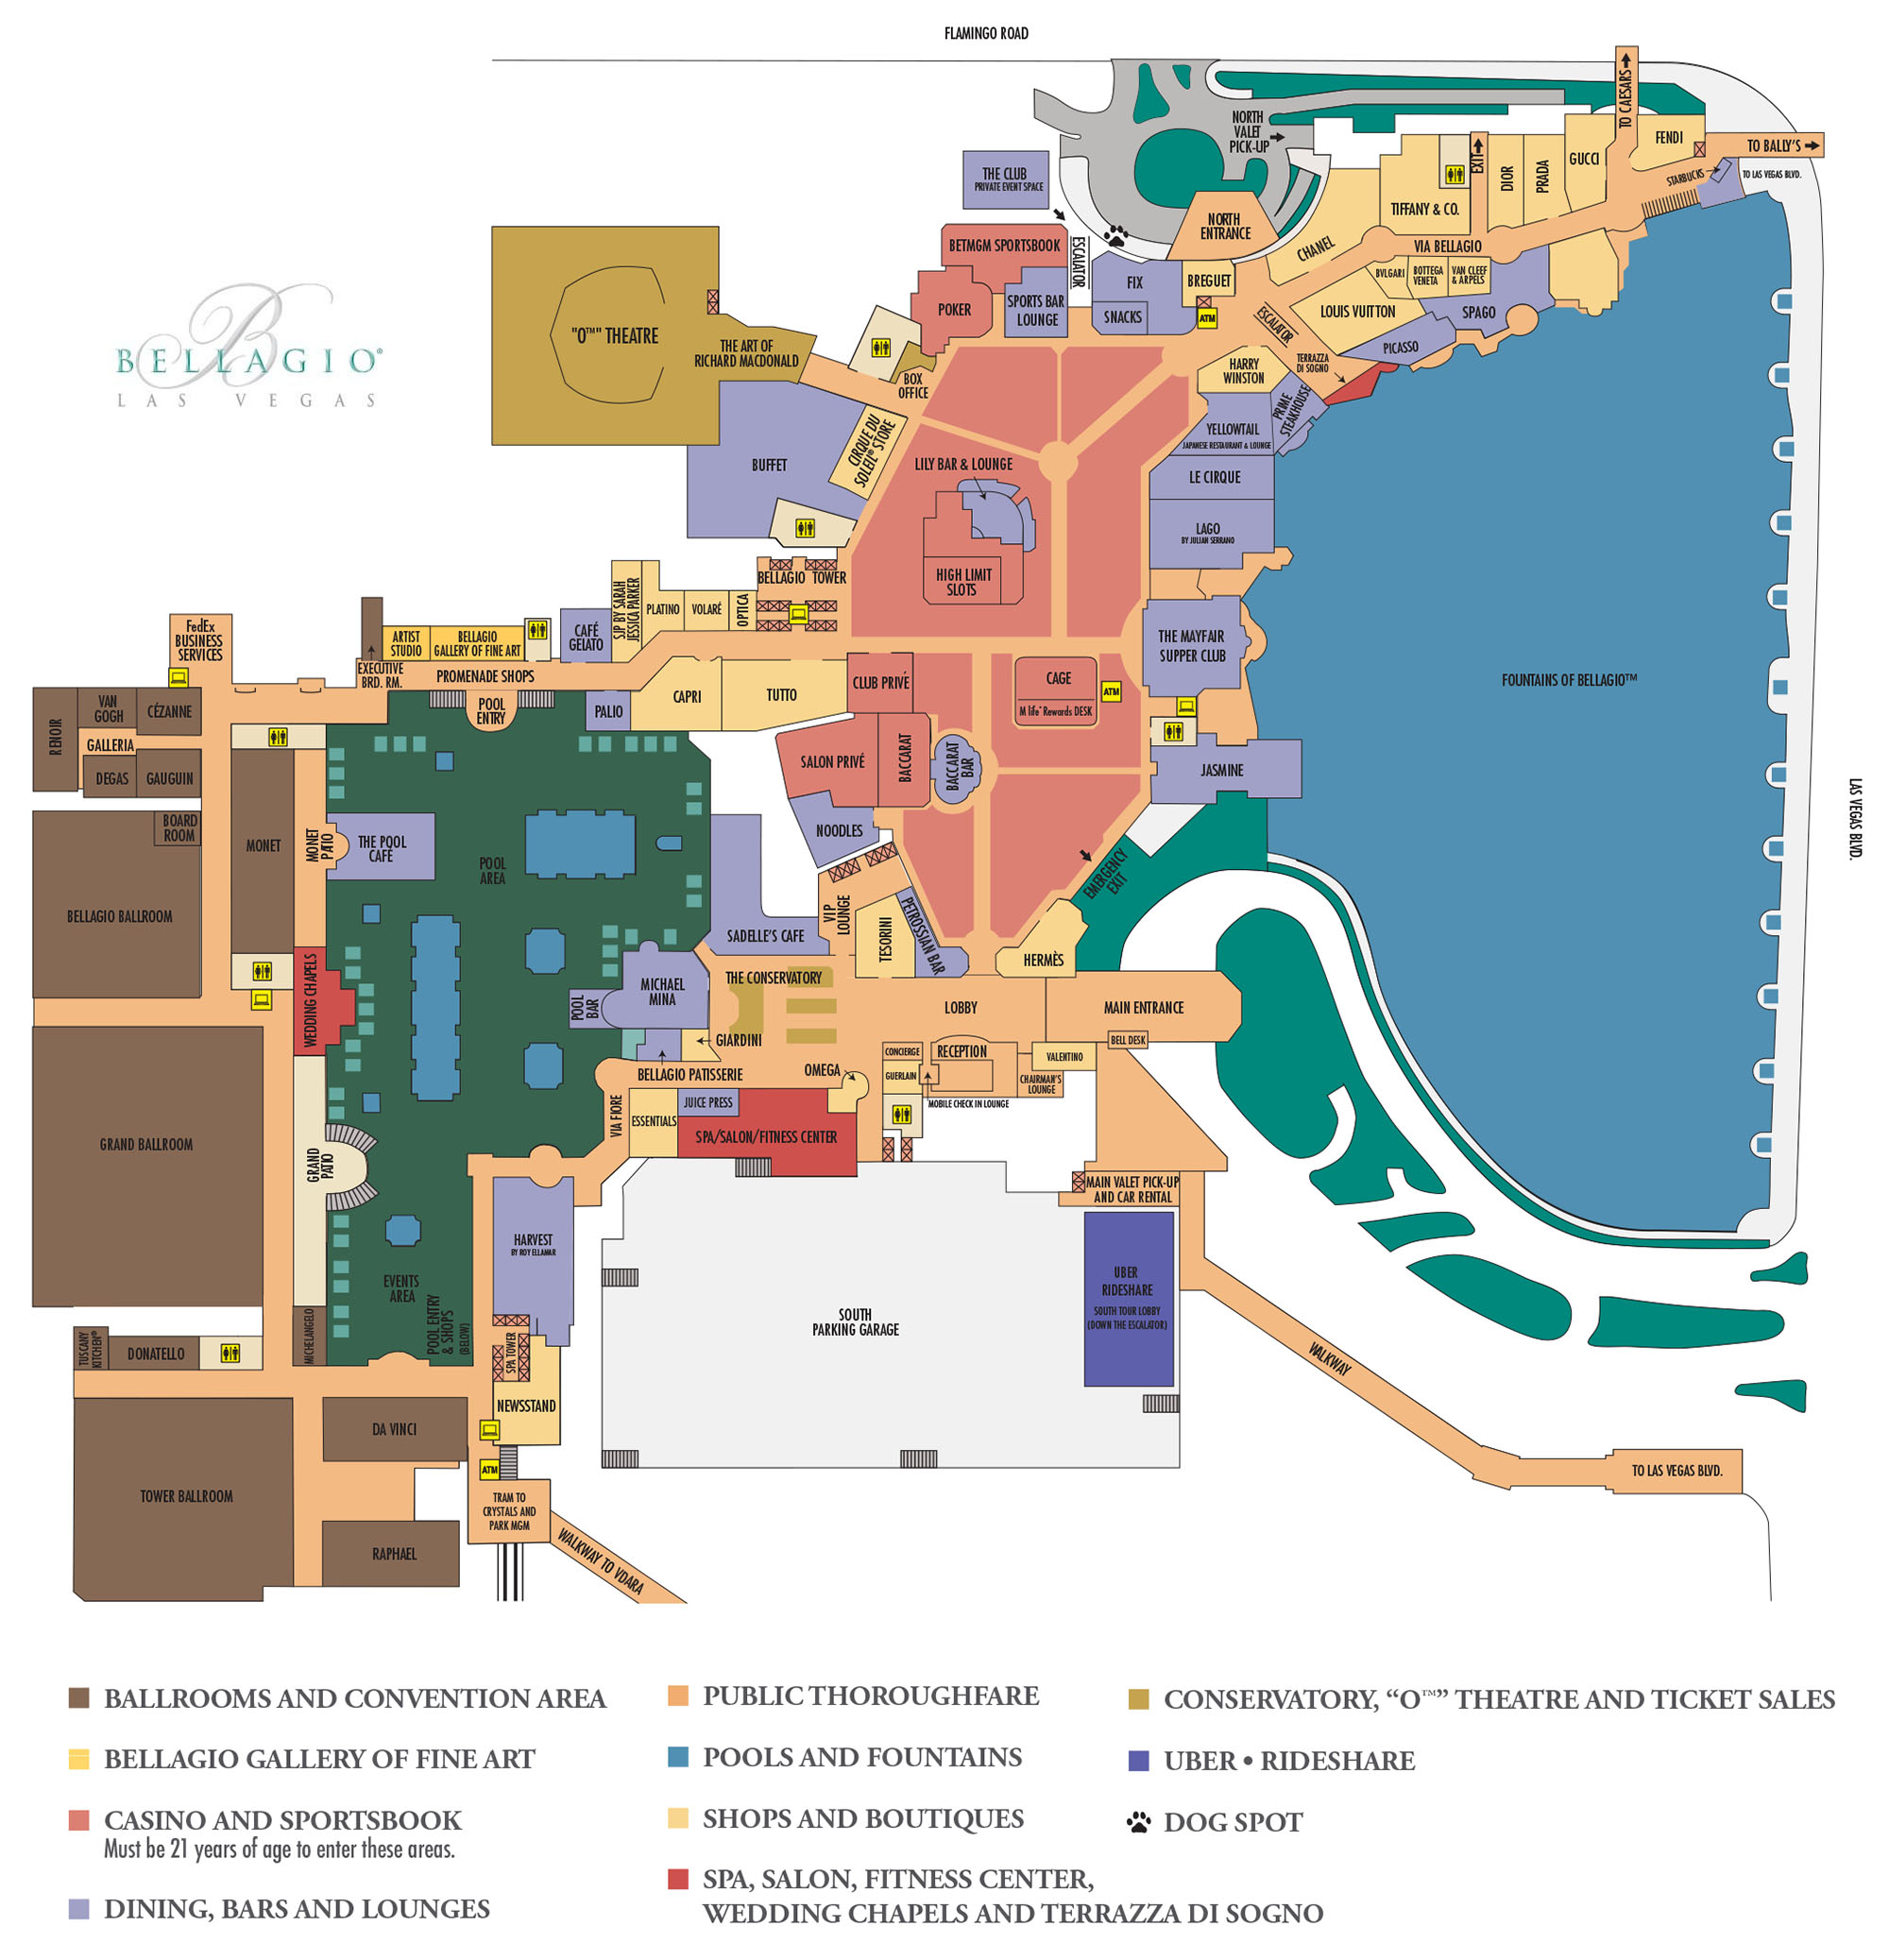 FLAMINGO ROAD
TO CAESARS
NORTH
VALET
PICK-UP
EXIT
DIOR
PRADA
GUCCI
FENDI
TO BALLY'S
STARBUCKS
TO LAS VEGAS BLVD.
THE CLUB
PRIVATE EVENT SPACE
TIFFANY & CO.
NORTH
ENTRANCE
CHANEL
VIA BELLAGIO
BETMGM SPORTSBOOK
ESCALATOR
FIX
BREGUET
BVLGARI
BOTTEGA
VENETA
VAN CLEEF
& ARPELS
POKER
SPORTS BAR
LOUNGE
SNACKS
ATM
ESCALATOR
LOUIS VUITTON
SPAGO
PICASSO
B
BELLAGIO®
LAS VEGAS
"O™" THEATRE
THE ART OF
RICHARD MACDONALD
BOX
OFFICE
HARRY
WINSTON
TERRAZZA
DI SOGNO
PRIME
STEAKHOUSE
YELLOWTAIL
JAPANESE RESTAURANT & LOUNGE
CIRQUE DU
SOLEIL® STORE
BUFFET
LILY BAR & LOUNGE
LE CIRQUE
LAGO
BY JULIAN SERRANO
HIGH LIMIT
SLOTS
BELLAGIO TOWER
SJP BY SARAH
JESSICA PARKER
PLATINO
VOLARÉ
OPTICA
FedEx
BUSINESS
SERVICES
ARTIST
STUDIO
BELLAGIO
GALLERY OF FINE ART
CAFÉ
GELATO
THE MAYFAIR
SUPPER CLUB
EXECUTIVE
BRD. RM.
PROMENADE SHOPS
POOL
ENTRY
PALIO
CAPRI
TUTTO
CLUB PRIVÉ
CAGE
M life® Rewards DESK
ATM
FOUNTAINS OF BELLAGIO™
RENOIR
VAN
GOGH
CÉZANNE
GALLERIA
DEGAS
GAUGUIN
SALON PRIVÉ
BACCARAT
BACCARAT
BAR
JASMINE
LAS VEGAS BLVD.
BOARD
ROOM
MONET
MONET
PATIO
THE POOL
CAFÉ
POOL
AREA
NOODLES
EMERGENCY
EXIT
BELLAGIO BALLROOM
VIP
LOUNGE
SADELLE'S CAFE
TESORINI
PETROSSIAN BAR
HERMÈS
WEDDING CHAPELS
MICHAEL
MINA
POOL
BAR
THE CONSERVATORY
LOBBY
MAIN ENTRANCE
GIARDINI
BELL DESK
BELLAGIO PATISSERIE
OMEGA
CONCIERGE
RECEPTION
VALENTINO
GUERLAIN
CHAIRMAN'S
LOUNGE
MOBILE CHECK IN LOUNGE
VIA FIORE
ESSENTIALS
JUICE PRESS
SPA/SALON/FITNESS CENTER
GRAND BALLROOM
GRAND
PATIO
MAIN VALET PICK-UP
AND CAR RENTAL
HARVEST
BY ROY ELLAMAR
EVENTS
AREA
POOL ENTRY
& SHOPS
(BELOW)
UBER
RIDESHARE
SOUTH TOUR LOBBY
(DOWN THE ESCALATOR)
SOUTH
PARKING GARAGE
TUSCANY
KITCHEN®
DONATELLO
MICHELANGELO
SPA TOWER
WALKWAY
NEWSSTAND
DA VINCI
ATM
TO LAS VEGAS BLVD.
TOWER BALLROOM
TRAM TO
CRYSTALS AND
PARK MGM
RAPHAEL
WALKWAY TO VDARA
BALLROOMS AND CONVENTION AREA
BELLAGIO GALLERY OF FINE ART
CASINO AND SPORTSBOOK
Must be 21 years of age to enter these areas.
DINING, BARS AND LOUNGES
PUBLIC THOROUGHFARE
POOLS AND FOUNTAINS
SHOPS AND BOUTIQUES
SPA, SALON, FITNESS CENTER,
WEDDING CHAPELS AND TERRAZZA DI SOGNO
CONSERVATORY, “O™” THEATRE AND TICKET SALES
UBER • RIDESHARE
DOG SPOT